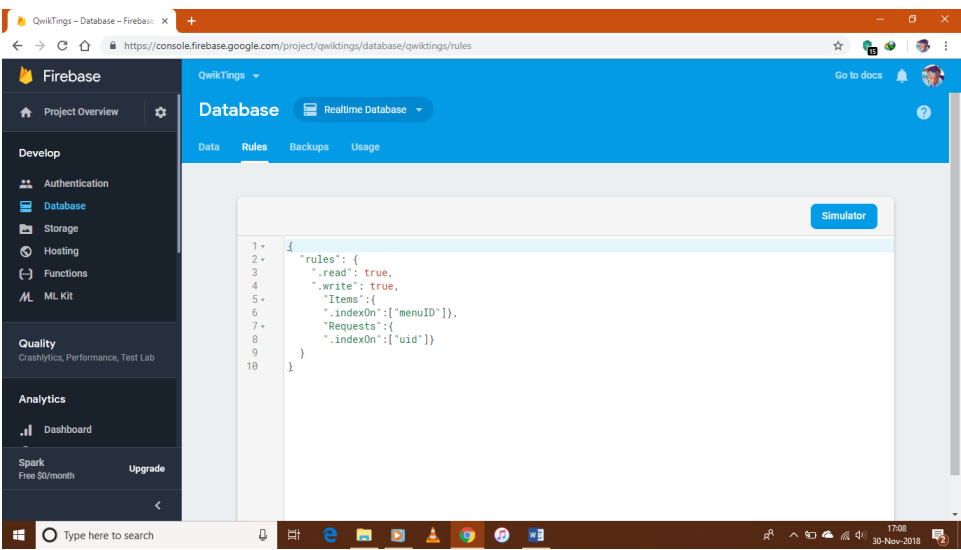 QwikTings – Database – Firebase
https://console.firebase.google.com/project/qwiktings/database/qwiktings/rules
15
Firebase
QwikTings
Go to docs
Project Overview
Database
Realtime Database
Data Rules Backups Usage
Develop
Authentication
Database
Storage
Hosting
Functions
ML Kit
Quality
Crashlytics, Performance, Test Lab
Analytics
Dashboard
Spark
Free $0/month
Upgrade
Simulator
1 {
2 "rules": {
3 ".read": true,
4 ".write": true,
5 "Items":{
6 ".indexOn":["menuID"]},
7 "Requests":{
8 ".indexOn":["uid"]}
9 }
10 }
Type here to search
17:08
30-Nov-2018
2